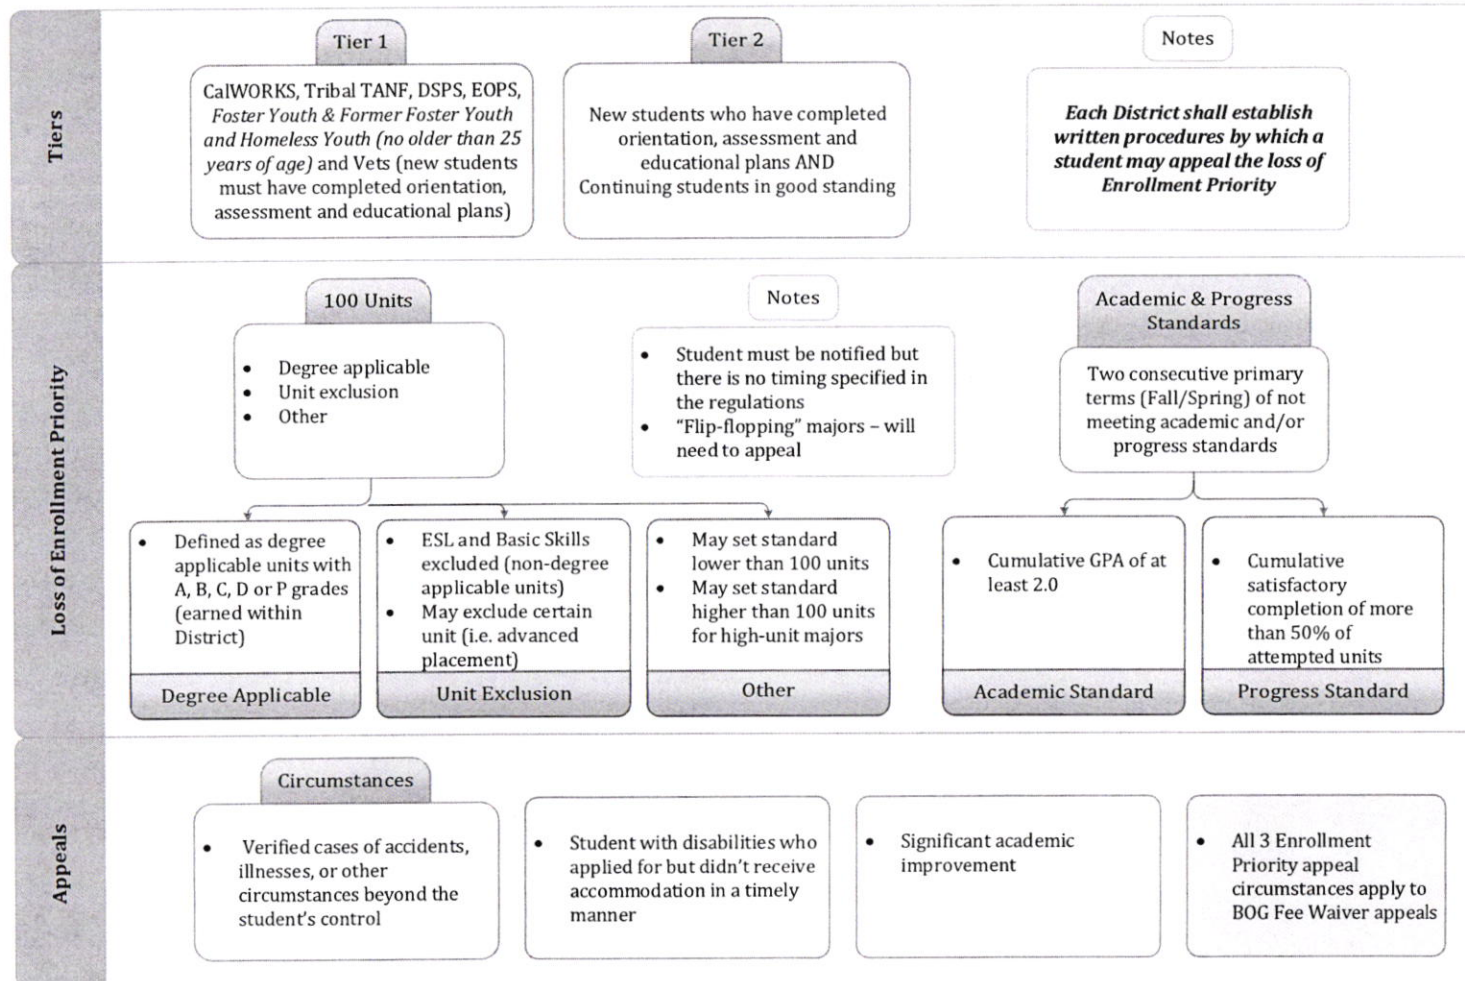 Tiers
Tier 1
CalWORKS, Tribal TANF, DSPS, EOPS,
Foster Youth & Former Foster Youth
and Homeless Youth (no older than 25
years of age) and Vets (new students
must have completed orientation,
assessment and educational plans)
Tier 2
New students who have completed
orientation, assessment and
educational plans AND
Continuing students in good standing
Notes
Each District shall establish
written procedures by which a
student may appeal the loss of
Enrollment Priority
Loss of Enrollment Priority
100 Units
• Degree applicable
• Unit exclusion
• Other
Notes
• Student must be notified but
there is no timing specified in
the regulations
• “Flip-flopping” majors – will
need to appeal
Academic & Progress
Standards
Two consecutive primary
terms (Fall/Spring) of not
meeting academic and/or
progress standards
• Defined as degree
applicable units with
A, B, C, D or P grades
(earned within
District)
Degree Applicable
• ESL and Basic Skills
excluded (non-degree
applicable units)
• May exclude certain
unit (i.e. advanced
placement)
Unit Exclusion
• May set standard
lower than 100 units
• May set standard
higher than 100 units
for high-unit majors
Other
• Cumulative GPA of at
least 2.0
Academic Standard
• Cumulative
satisfactory
completion of more
than 50% of
attempted units
Progress Standard
Appeals
Circumstances
• Verified cases of accidents,
illnesses, or other
circumstances beyond the
student’s control
• Student with disabilities who
applied for but didn’t receive
accommodation in a timely
manner
• Significant academic
improvement
• All 3 Enrollment
Priority appeal
circumstances apply to
BOG Fee Waiver appeals